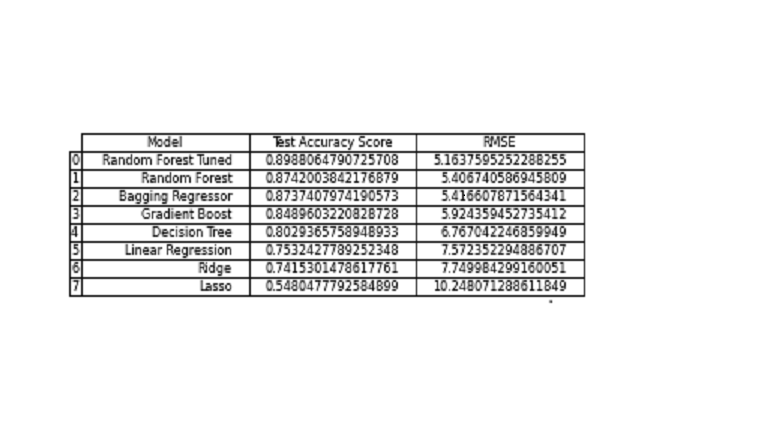 Model Test Accuracy Score RMSE
0 Random Forest Tuned 0.8988064790725708 5.1637595252288255
1 Random Forest 0.8742003842176879 5.406740586945809
2 Bagging Regressor 0.8737407974190573 5.416607871564341
3 Gradient Boost 0.8489603220828728 5.924359452735412
4 Decision Tree 0.8029365758948933 6.767042246859949
5 Linear Regression 0.7532427789252348 7.572352294886707
6 Ridge 0.7415301478617761 7.749984299160051
7 Lasso 0.5480477792584899 10.248071288611849